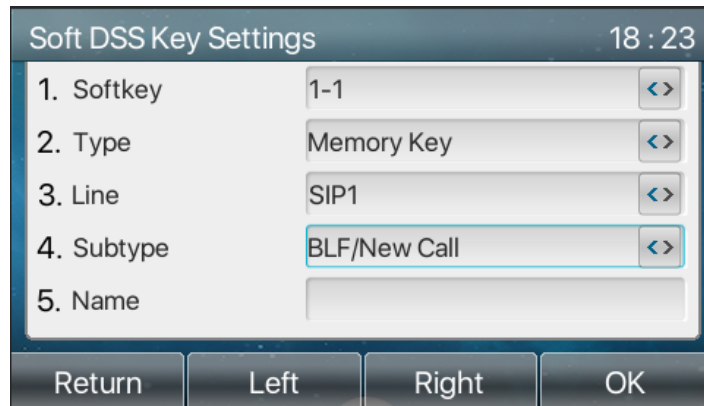 Soft DSS Key Settings 18 : 23
1. Softkey 1-1
2. Type Memory Key
3. Line SIP1
4. Subtype BLF/New Call
5. Name
Return Left Right OK